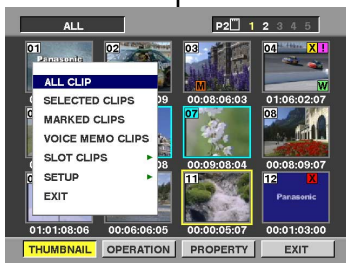 ALL P2 1 2 3 4 5
01 02 03 04 X !
Panasonic
M W
09 00:08:06:03 01:06:02:07
ALL CLIP
SELECTED CLIPS
MARKED CLIPS
VOICE MEMO CLIPS
SLOT CLIPS
SETUP
EXIT
07 08
08 00:09:08:04 00:08:09:07
11 12 X
Panasonic
01:01:08:06 00:06:06:05 00:00:05:07 00:01:03:00
THUMBNAIL OPERATION PROPERTY EXIT